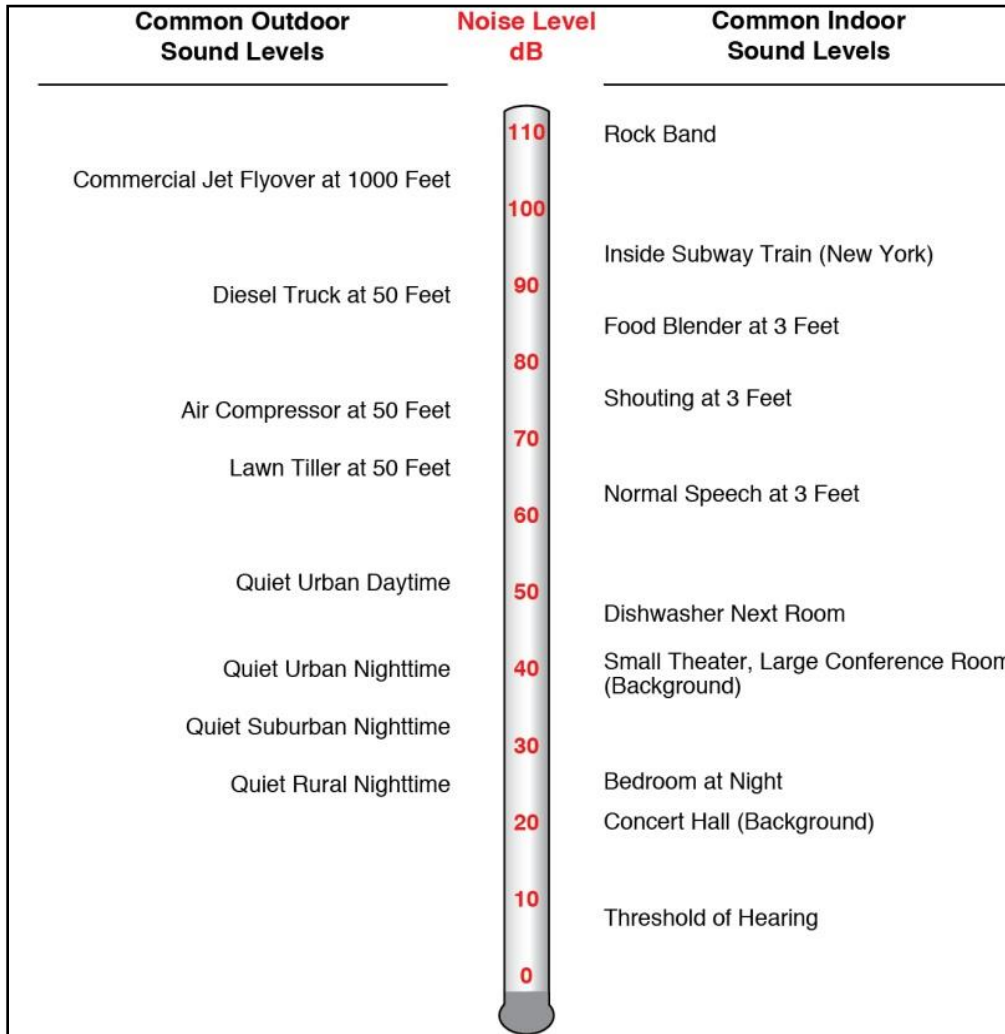 Common Outdoor
Sound Levels
Noise Level
dB
Common Indoor
Sound Levels
110
Rock Band
Commercial Jet Flyover at 1000 Feet
100
Inside Subway Train (New York)
90
Diesel Truck at 50 Feet
Food Blender at 3 Feet
80
Shouting at 3 Feet
Air Compressor at 50 Feet
70
Lawn Tiller at 50 Feet
Normal Speech at 3 Feet
60
Quiet Urban Daytime
50
Dishwasher Next Room
Quiet Urban Nighttime
40
Small Theater, Large Conference Room
(Background)
Quiet Suburban Nighttime
30
Quiet Rural Nighttime
Bedroom at Night
20
Concert Hall (Background)
10
Threshold of Hearing
0